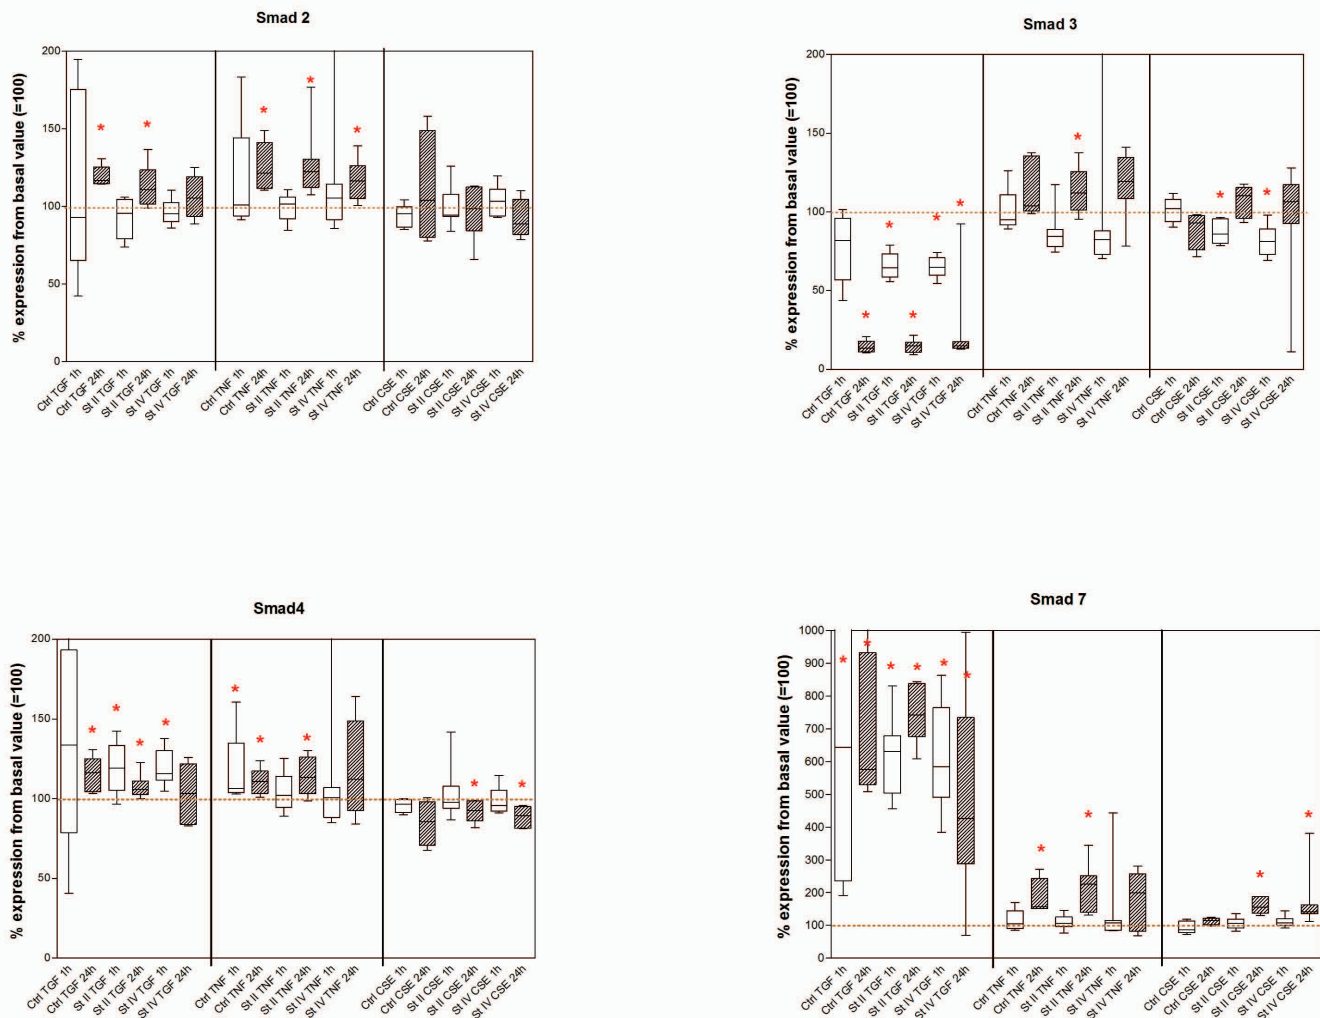 Smad 2
% expression from basal value (=100)
200
150
100
50
0
Ctrl TGF 1h
Ctrl TGF 24h
St II TGF 1h
St II TGF 24h
St IV TGF 1h
St IV TGF 24h
Ctrl TNF 1h
Ctrl TNF 24h
St II TNF 1h
St II TNF 24h
St IV TNF 1h
St IV TNF 24h
Ctrl CSE 1h
Ctrl CSE 24h
St II CSE 1h
St II CSE 24h
St IV CSE 1h
St IV CSE 24h
Smad 3
% expression from basal value (=100)
200
150
100
50
0
Ctrl TGF 1h
Ctrl TGF 24h
St II TGF 1h
St II TGF 24h
St IV TGF 1h
St IV TGF 24h
Ctrl TNF 1h
Ctrl TNF 24h
St II TNF 1h
St II TNF 24h
St IV TNF 1h
St IV TNF 24h
Ctrl CSE 1h
Ctrl CSE 24h
St II CSE 1h
St II CSE 24h
St IV CSE 1h
St IV CSE 24h
Smad4
% expression from basal value (=100)
200
150
100
50
0
Ctrl TGF 1h
Ctrl TGF 24h
St II TGF 1h
St II TGF 24h
St IV TGF 1h
St IV TGF 24h
Ctrl TNF 1h
Ctrl TNF 24h
St II TNF 1h
St II TNF 24h
St IV TNF 1h
St IV TNF 24h
Ctrl CSE 1h
Ctrl CSE 24h
St II CSE 1h
St II CSE 24h
St IV CSE 1h
St IV CSE 24h
Smad 7
% expression from basal value (=100)
1000
900
800
700
600
500
400
300
200
100
0
Ctrl TGF 1h
Ctrl TGF 24h
St II TGF 1h
St II TGF 24h
St IV TGF 1h
St IV TGF 24h
Ctrl TNF 1h
Ctrl TNF 24h
St II TNF 1h
St II TNF 24h
St IV TNF 1h
St IV TNF 24h
Ctrl CSE 1h
Ctrl CSE 24h
St II CSE 1h
St II CSE 24h
St IV CSE 1h
St IV CSE 24h